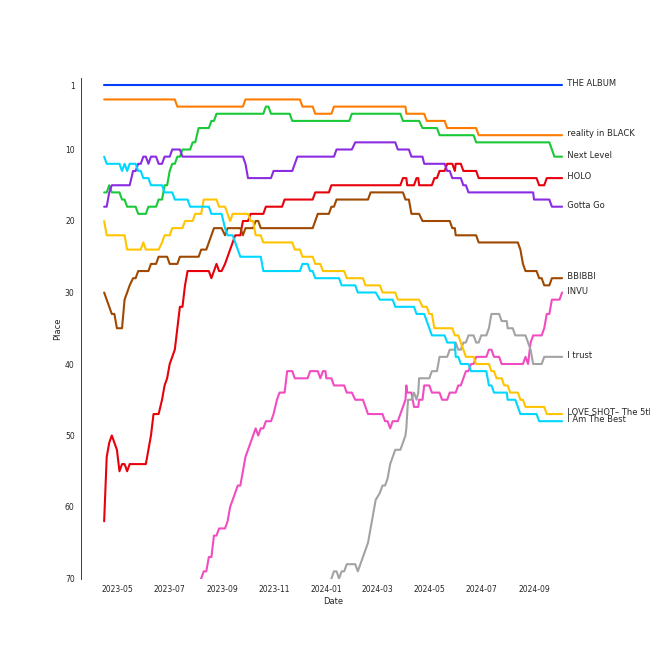 THE ALBUM
reality in BLACK
Next Level
HOLO
Gotta Go
BBIBBI
INVU
I trust
LOVE SHOT– The 5th
I Am The Best
Place
1
10
20
30
40
50
60
70
2023-05
2023-07
2023-09
2023-11
2024-01
2024-03
2024-05
2024-07
2024-09
Date